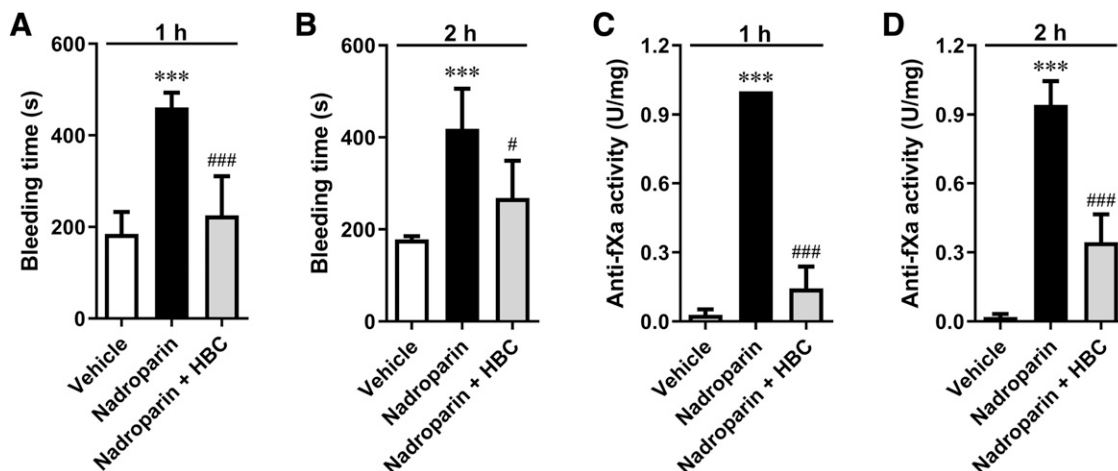 A
1 h
Bleeding time (s)
600
400
200
0
***
###
Vehicle
Nadroparin
Nadroparin + HBC
B
2 h
Bleeding time (s)
600
400
200
0
***
#
Vehicle
Nadroparin
Nadroparin + HBC
C
1 h
Anti-fXa activity (U/mg)
1.2
0.9
0.6
0.3
0.0
***
###
Vehicle
Nadroparin
Nadroparin + HBC
D
2 h
Anti-fXa activity (U/mg)
1.2
0.9
0.6
0.3
0.0
***
###
Vehicle
Nadroparin
Nadroparin + HBC